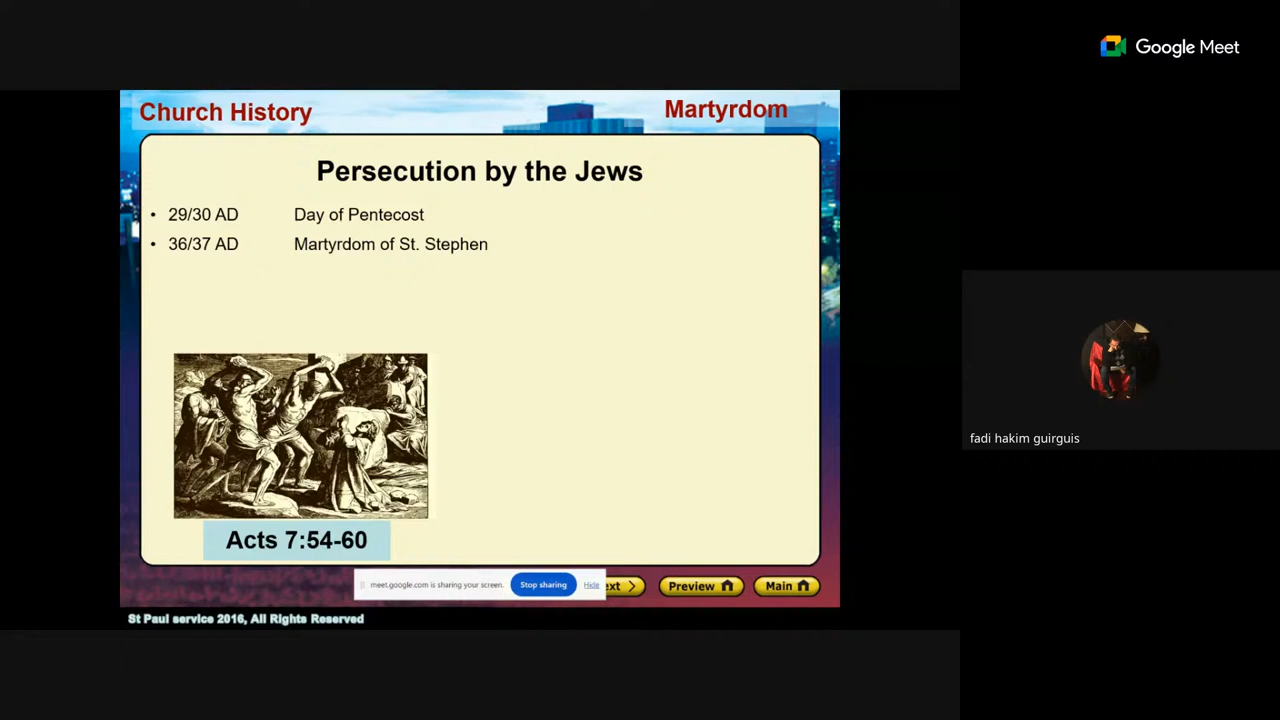 Google Meet
Church History
Martyrdom
Persecution by the Jews
• 29/30 AD Day of Pentecost
• 36/37 AD Martyrdom of St. Stephen
Acts 7:54-60
meet.google.com is sharing your screen. Stop sharing Hide
ext Preview Main
St Paul service 2016, All Rights Reserved
fadi hakim guirguis